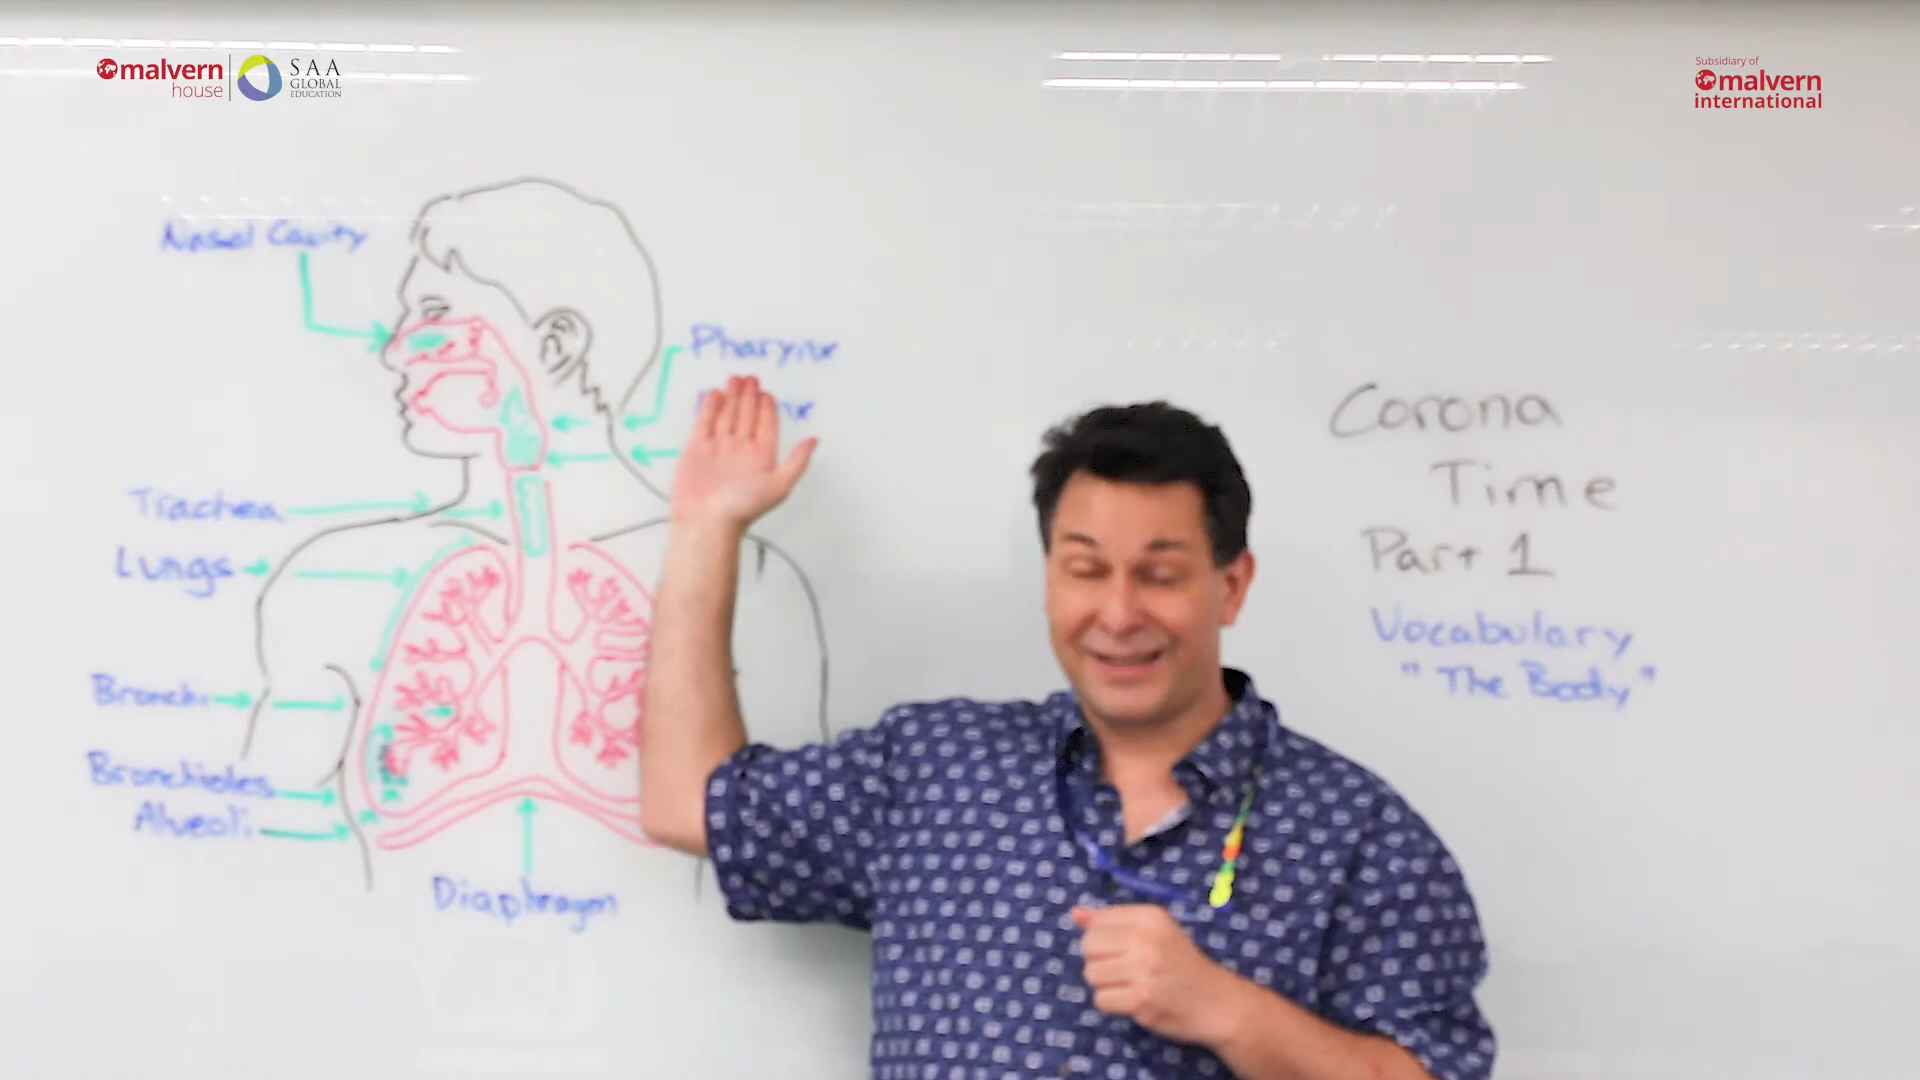 malvern
house
SAA
GLOBAL
EDUCATION
Subsidiary of
malvern
international
Nasal Cavity
Pharynx
Trachea
Lungs
Bronchi
Bronchioles
Alveoli
Diaphragm
Corona
Time
Part 1
Vocabulary
"The Body"